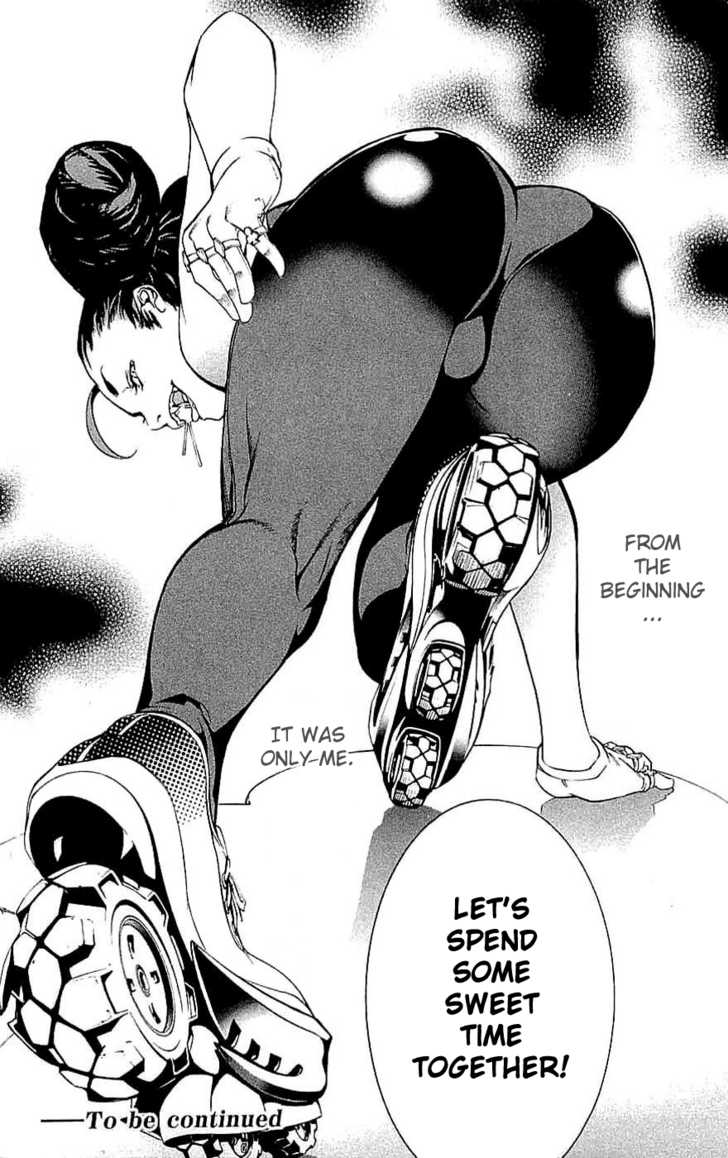 FROM
THE
BEGINNING
...
IT WAS
ONLY ME.
LET'S
SPEND
SOME
SWEET
TIME
TOGETHER!
To be continued